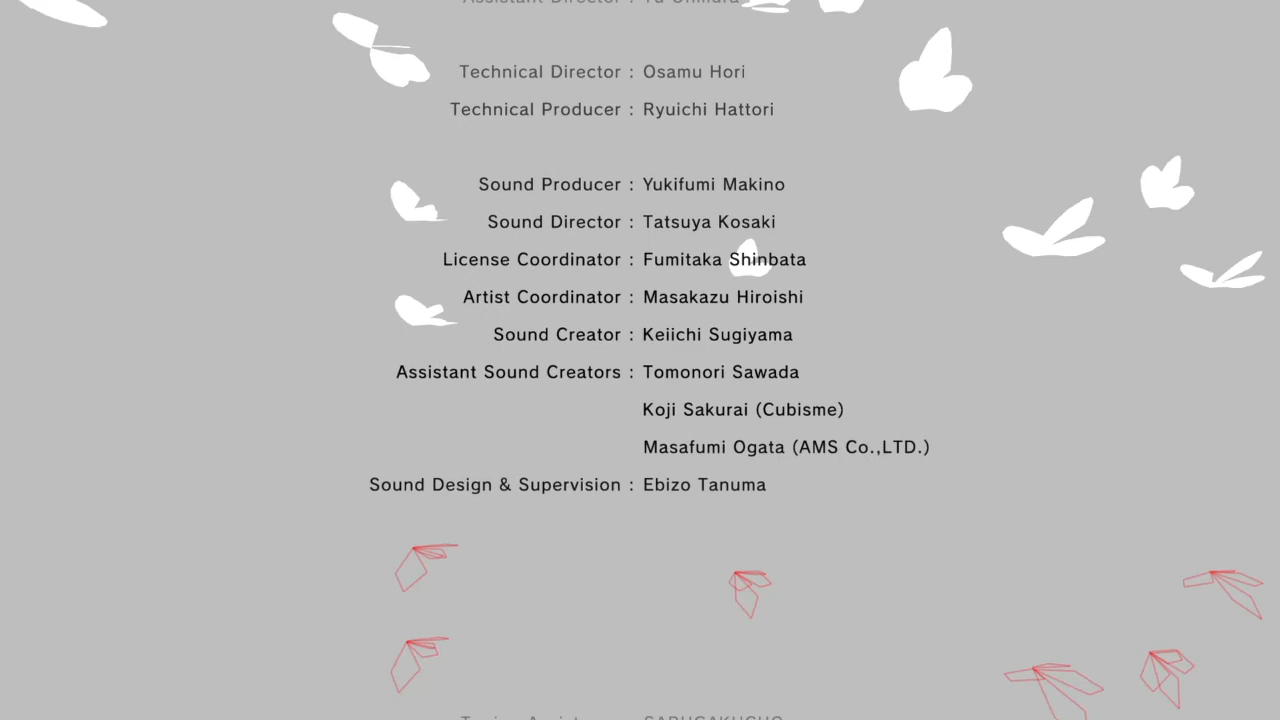 Technical Director : Osamu Hori
Technical Producer : Ryuichi Hattori
Sound Producer : Yukifumi Makino
Sound Director : Tatsuya Kosaki
License Coordinator : Fumitaka Shinbata
Artist Coordinator : Masakazu Hiroishi
Sound Creator : Keiichi Sugiyama
Assistant Sound Creators : Tomonori Sawada
Koji Sakurai (Cubisme)
Masafumi Ogata (AMS Co.,LTD.)
Sound Design & Supervision : Ebizo Tanuma